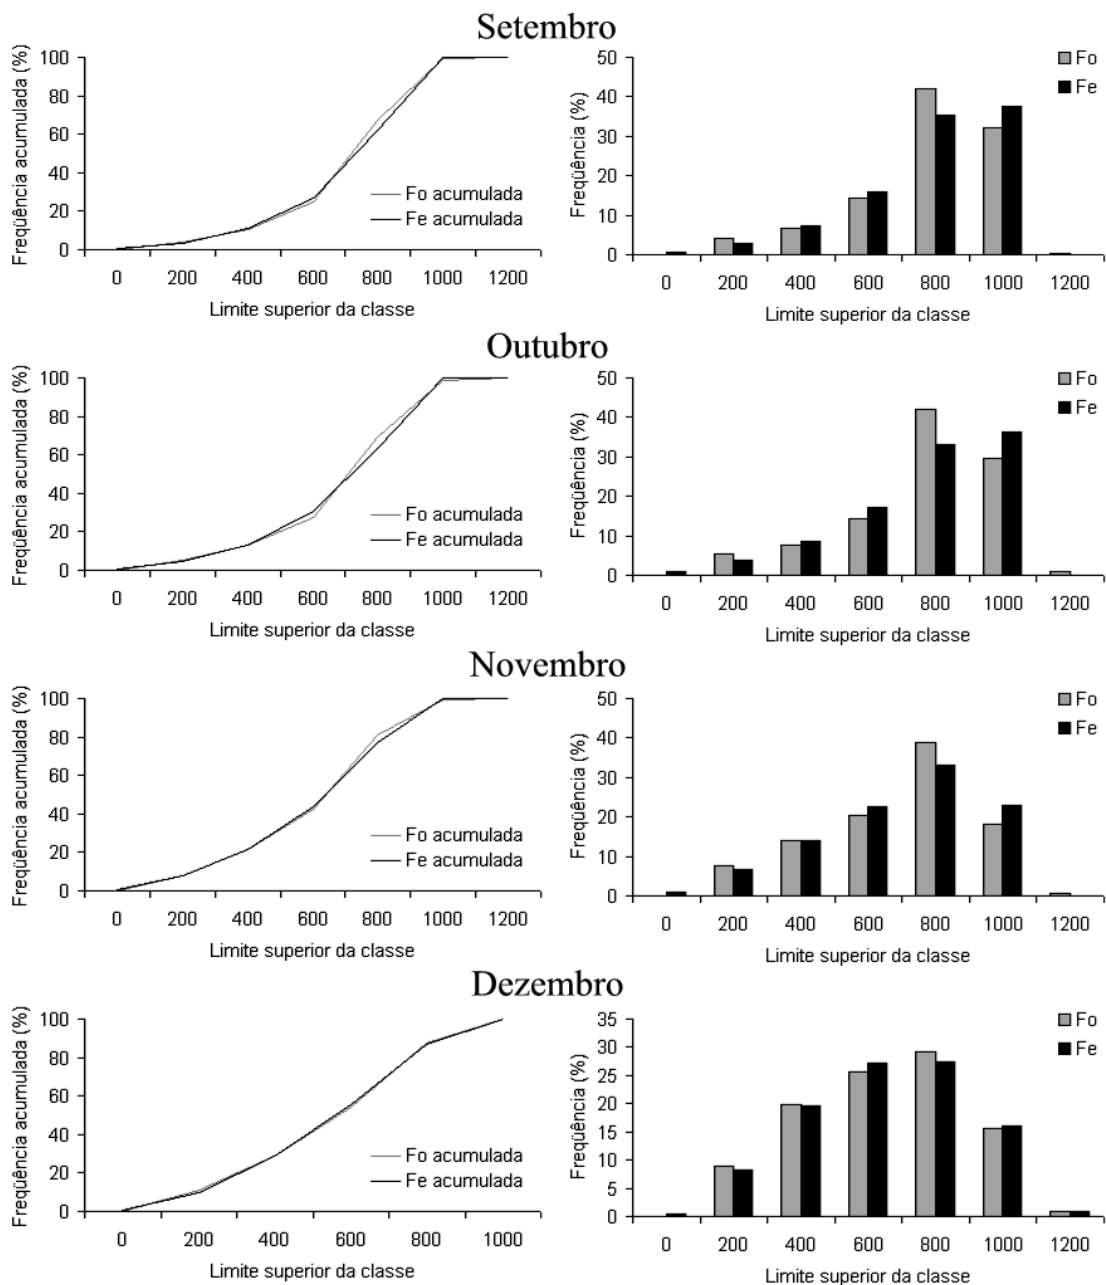 Setembro
Freqüência acumulada (%)
100
80
60
40
20
0
Fo acumulada
Fe acumulada
0 200 400 600 800 1000 1200
Limite superior da classe
Freqüência (%)
50
40
30
20
10
0
Fo
Fe
0 200 400 600 800 1000 1200
Limite superior da classe
Outubro
Freqüência acumulada (%)
100
80
60
40
20
0
Fo acumulada
Fe acumulada
0 200 400 600 800 1000 1200
Limite superior da classe
Freqüência (%)
50
40
30
20
10
0
Fo
Fe
0 200 400 600 800 1000 1200
Limite superior da classe
Novembro
Freqüência acumulada (%)
100
80
60
40
20
0
Fo acumulada
Fe acumulada
0 200 400 600 800 1000 1200
Limite superior da classe
Freqüência (%)
50
40
30
20
10
0
Fo
Fe
0 200 400 600 800 1000 1200
Limite superior da classe
Dezembro
Freqüência acumulada (%)
100
80
60
40
20
0
Fo acumulada
Fe acumulada
0 200 400 600 800 1000
Limite superior da classe
Freqüência (%)
35
30
25
20
15
10
5
0
Fo
Fe
0 200 400 600 800 1000 1200
Limite superior da classe